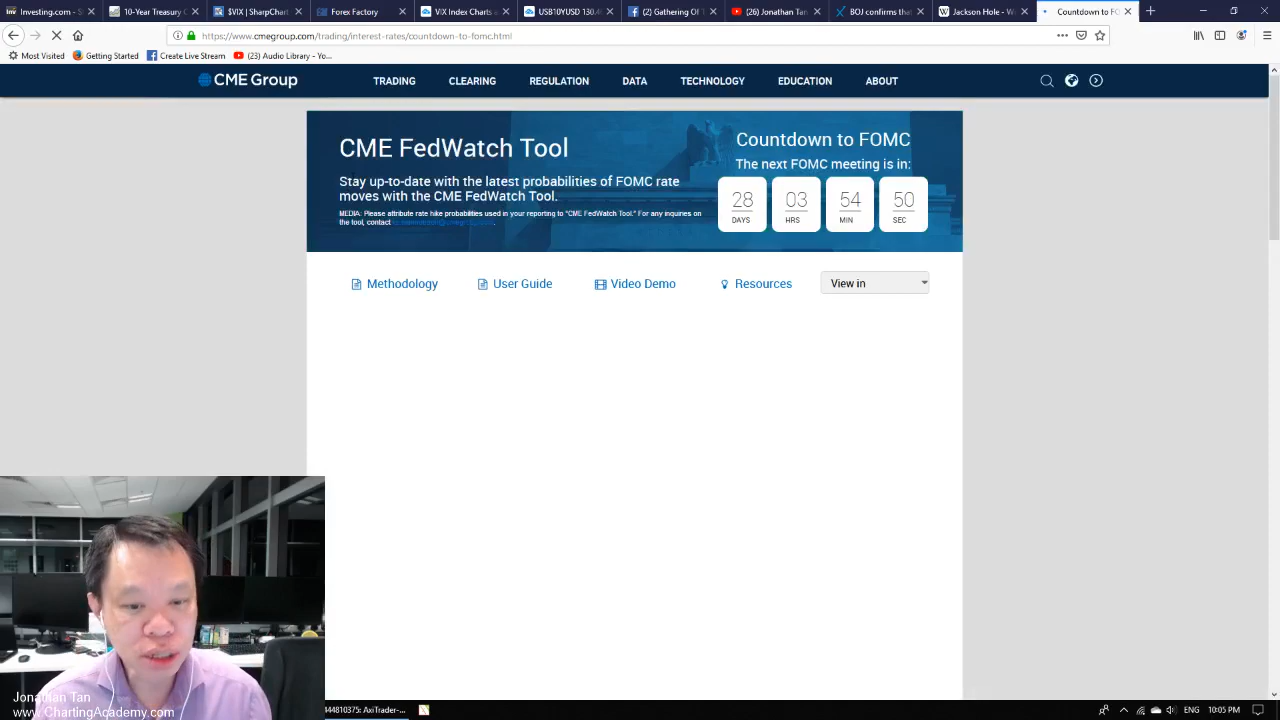 Investing.com - S
10-Year Treasury C
$VIX | SharpChart
Forex Factory
VIX Index Charts a
USB10YUSD 130.4
(2) Gathering Of T
(26) Jonathan Tan
BOJ confirms that
Jackson Hole - W
Countdown to FO
https://www.cmegroup.com/trading/interest-rates/countdown-to-fomc.html
Most Visited
Getting Started
Create Live Stream
(23) Audio Library - Yo...
CME Group
TRADING
CLEARING
REGULATION
DATA
TECHNOLOGY
EDUCATION
ABOUT
CME FedWatch Tool
Stay up-to-date with the latest probabilities of FOMC rate
moves with the CME FedWatch Tool.
MEDIA: Please attribute rate hike probabilities used in your reporting to "CME FedWatch Tool." For any inquiries on
the tool, contact
Countdown to FOMC
The next FOMC meeting is in:
28
03
54
50
DAYS
HRS
MIN
SEC
Methodology
User Guide
Video Demo
Resources
View in
Jonathan Tan
www.ChartingAcademy.com
44810375: AxiTrader-...
ENG
10:05 PM